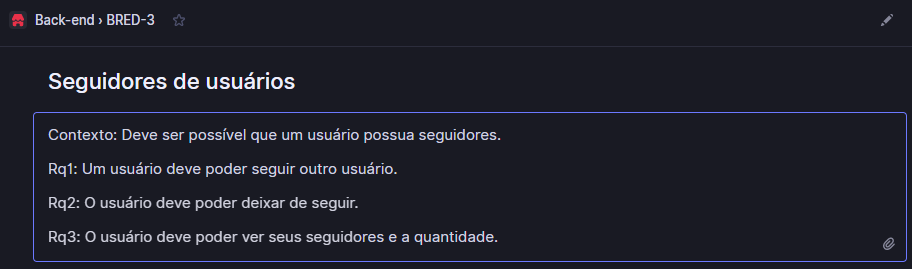 Back-end › BRED-3
Seguidores de usuários
Contexto: Deve ser possível que um usuário possua seguidores.
Rq1: Um usuário deve poder seguir outro usuário.
Rq2: O usuário deve poder deixar de seguir.
Rq3: O usuário deve poder ver seus seguidores e a quantidade.